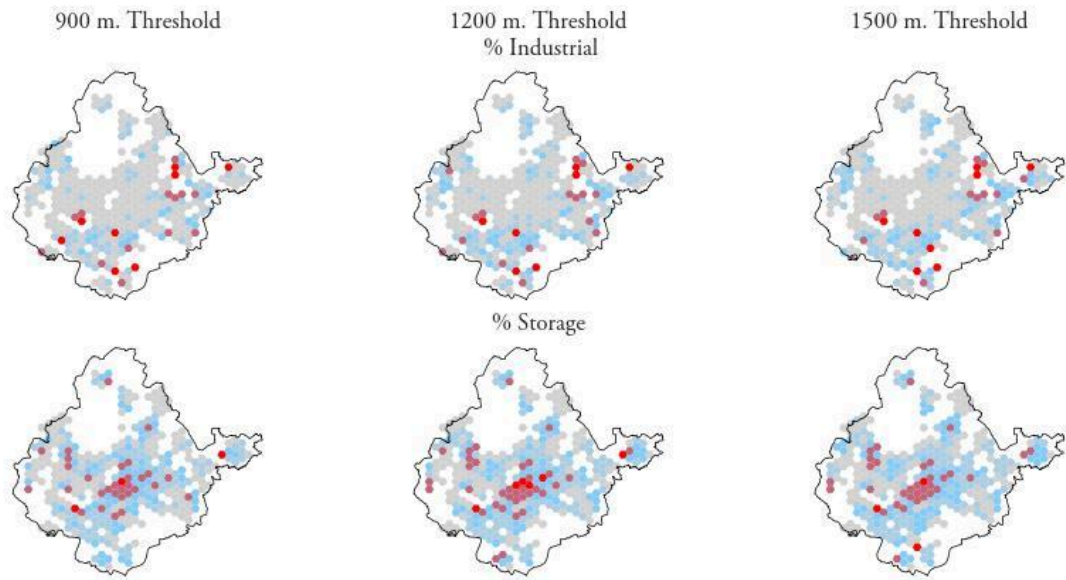 900 m. Threshold
1200 m. Threshold
1500 m. Threshold
% Industrial
% Storage